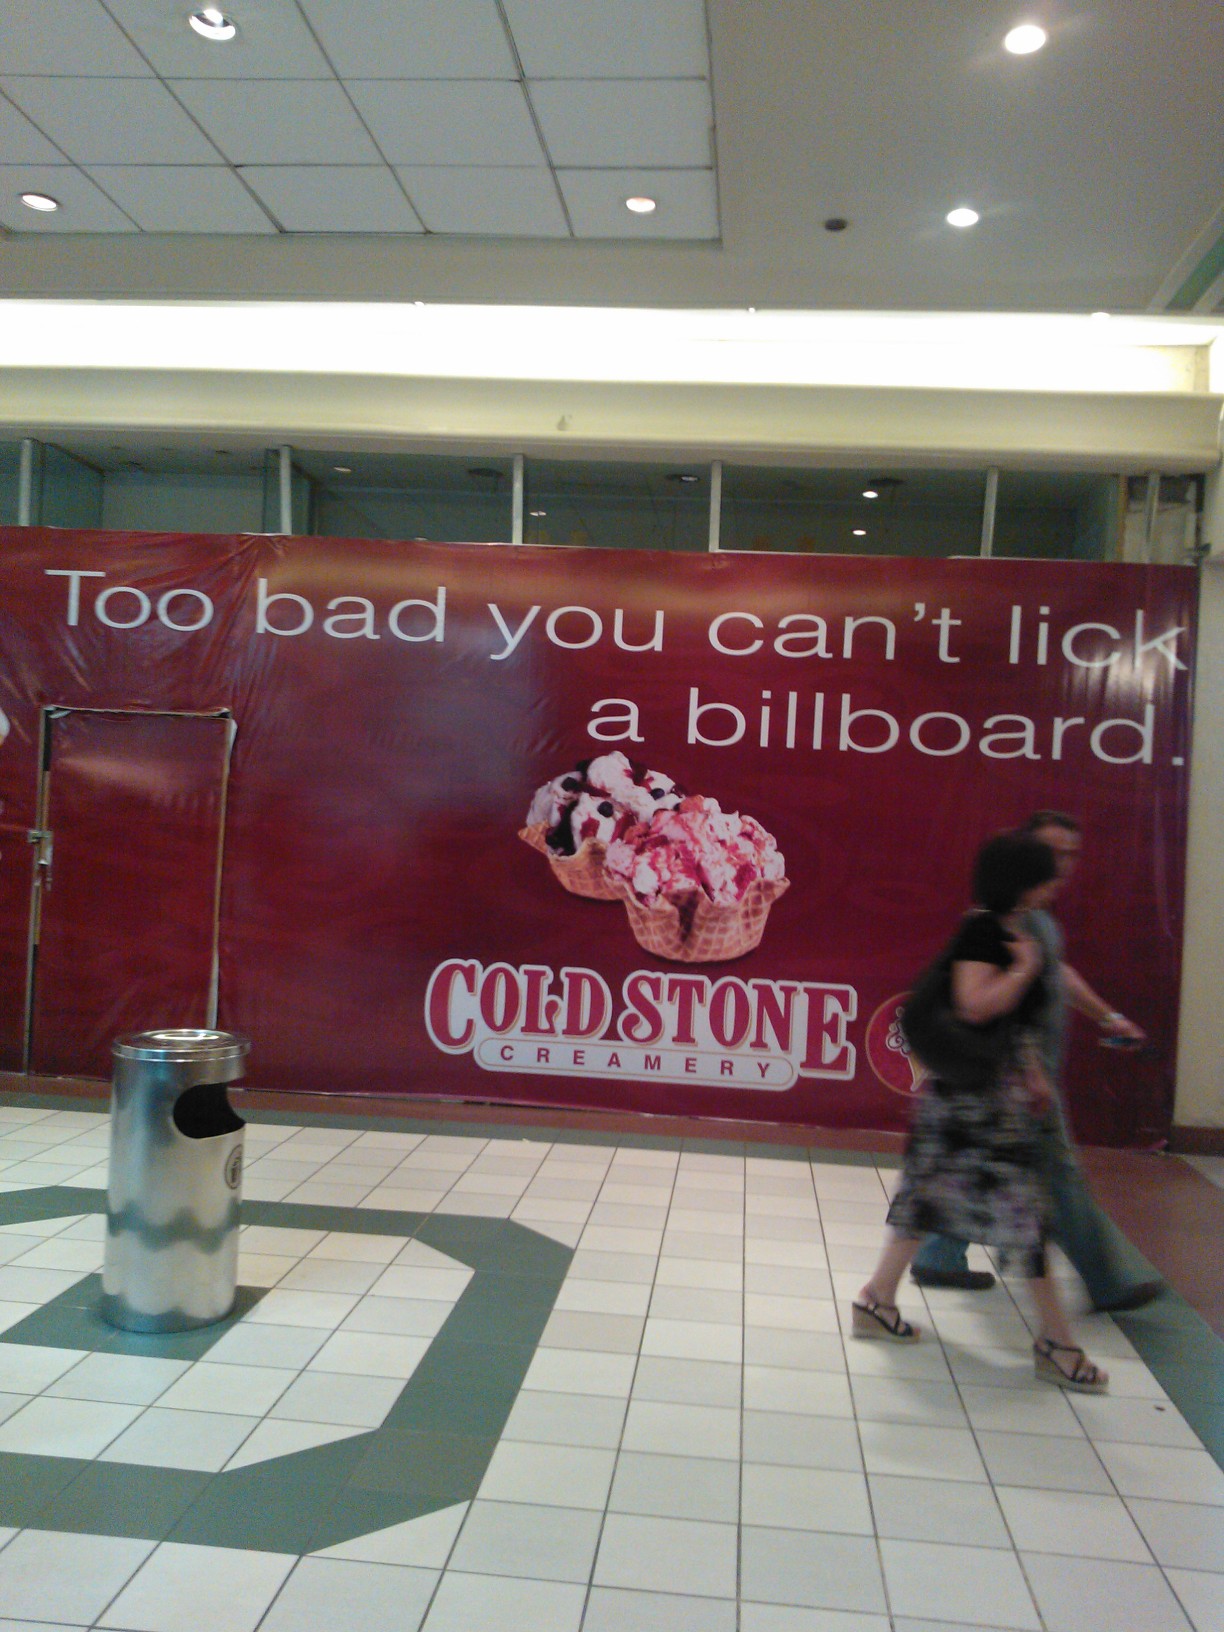 Too bad you can't lick
a billboard.
COLD STONE
CREAMERY